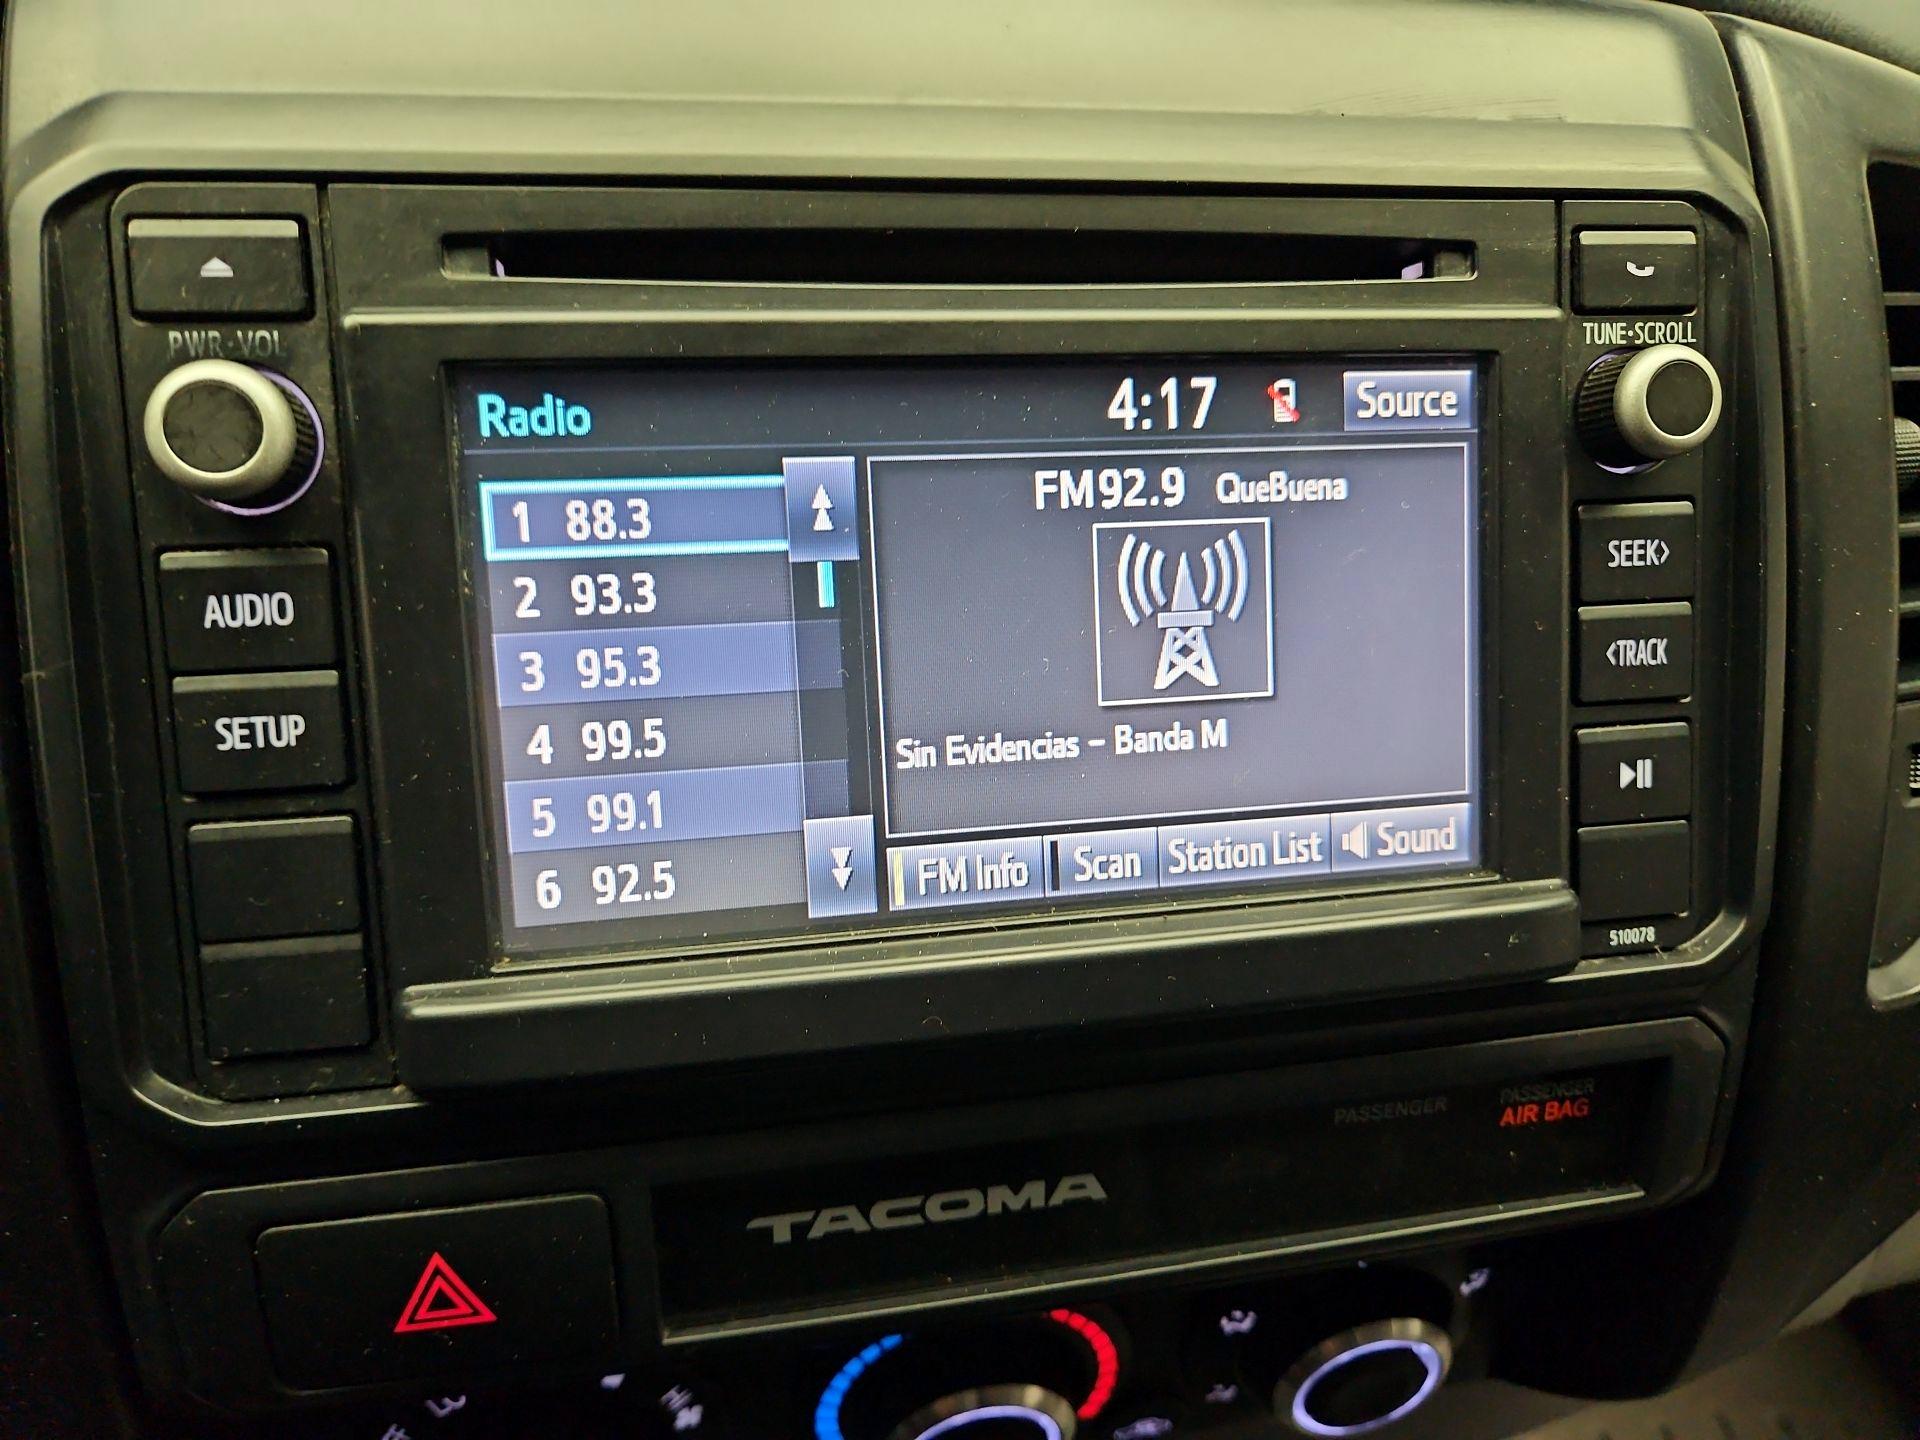 PWR·VOL
AUDIO
SETUP
Radio
4:17
Source
1 88.3
2 93.3
3 95.3
4 99.5
5 99.1
6 92.5
FM92.9 QueBuena
Sin Evidencias - Banda M
FM Info
Scan
Station List
Sound
TUNE·SCROLL
SEEK>
<TRACK
510078
PASSENGER
PASSENGER
AIR BAG
TACOMA